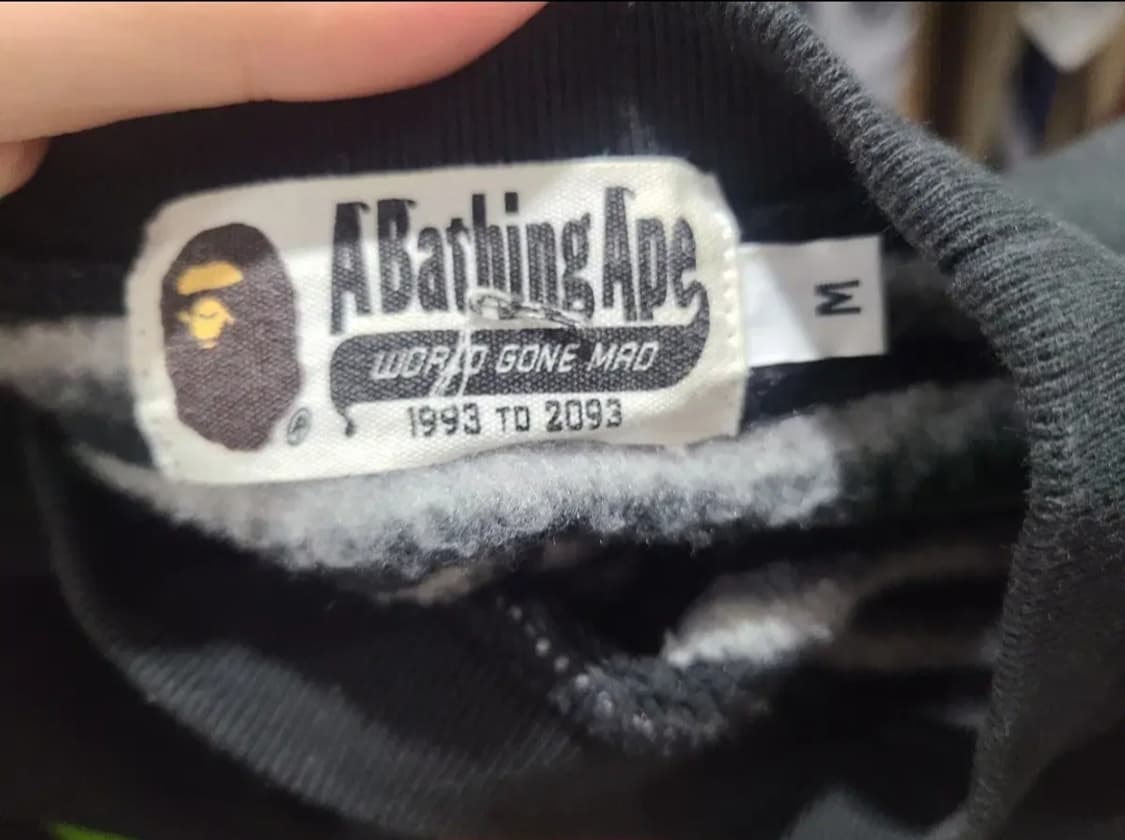 A Bathing Ape
WORLD GONE MAD
1993 TO 2093
®
M